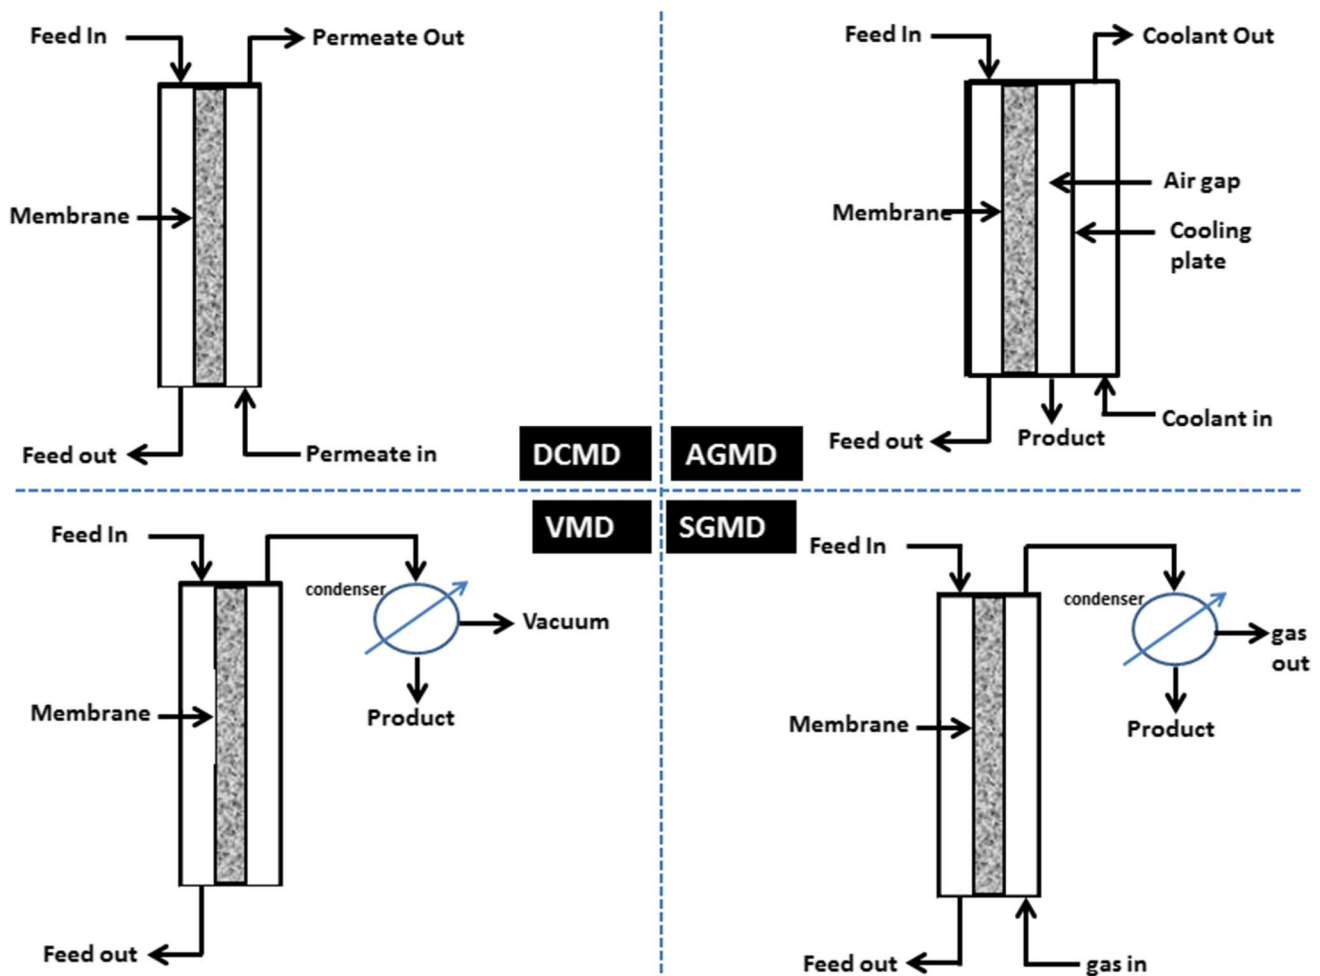 Feed In
Permeate Out
Membrane
Feed out
Permeate in
DCMD
Feed In
Coolant Out
Air gap
Membrane
Cooling
plate
Coolant in
Product
Feed out
AGMD
VMD
Feed In
condenser
Vacuum
Membrane
Product
Feed out
SGMD
Feed In
condenser
gas
out
Membrane
Product
Feed out
gas in